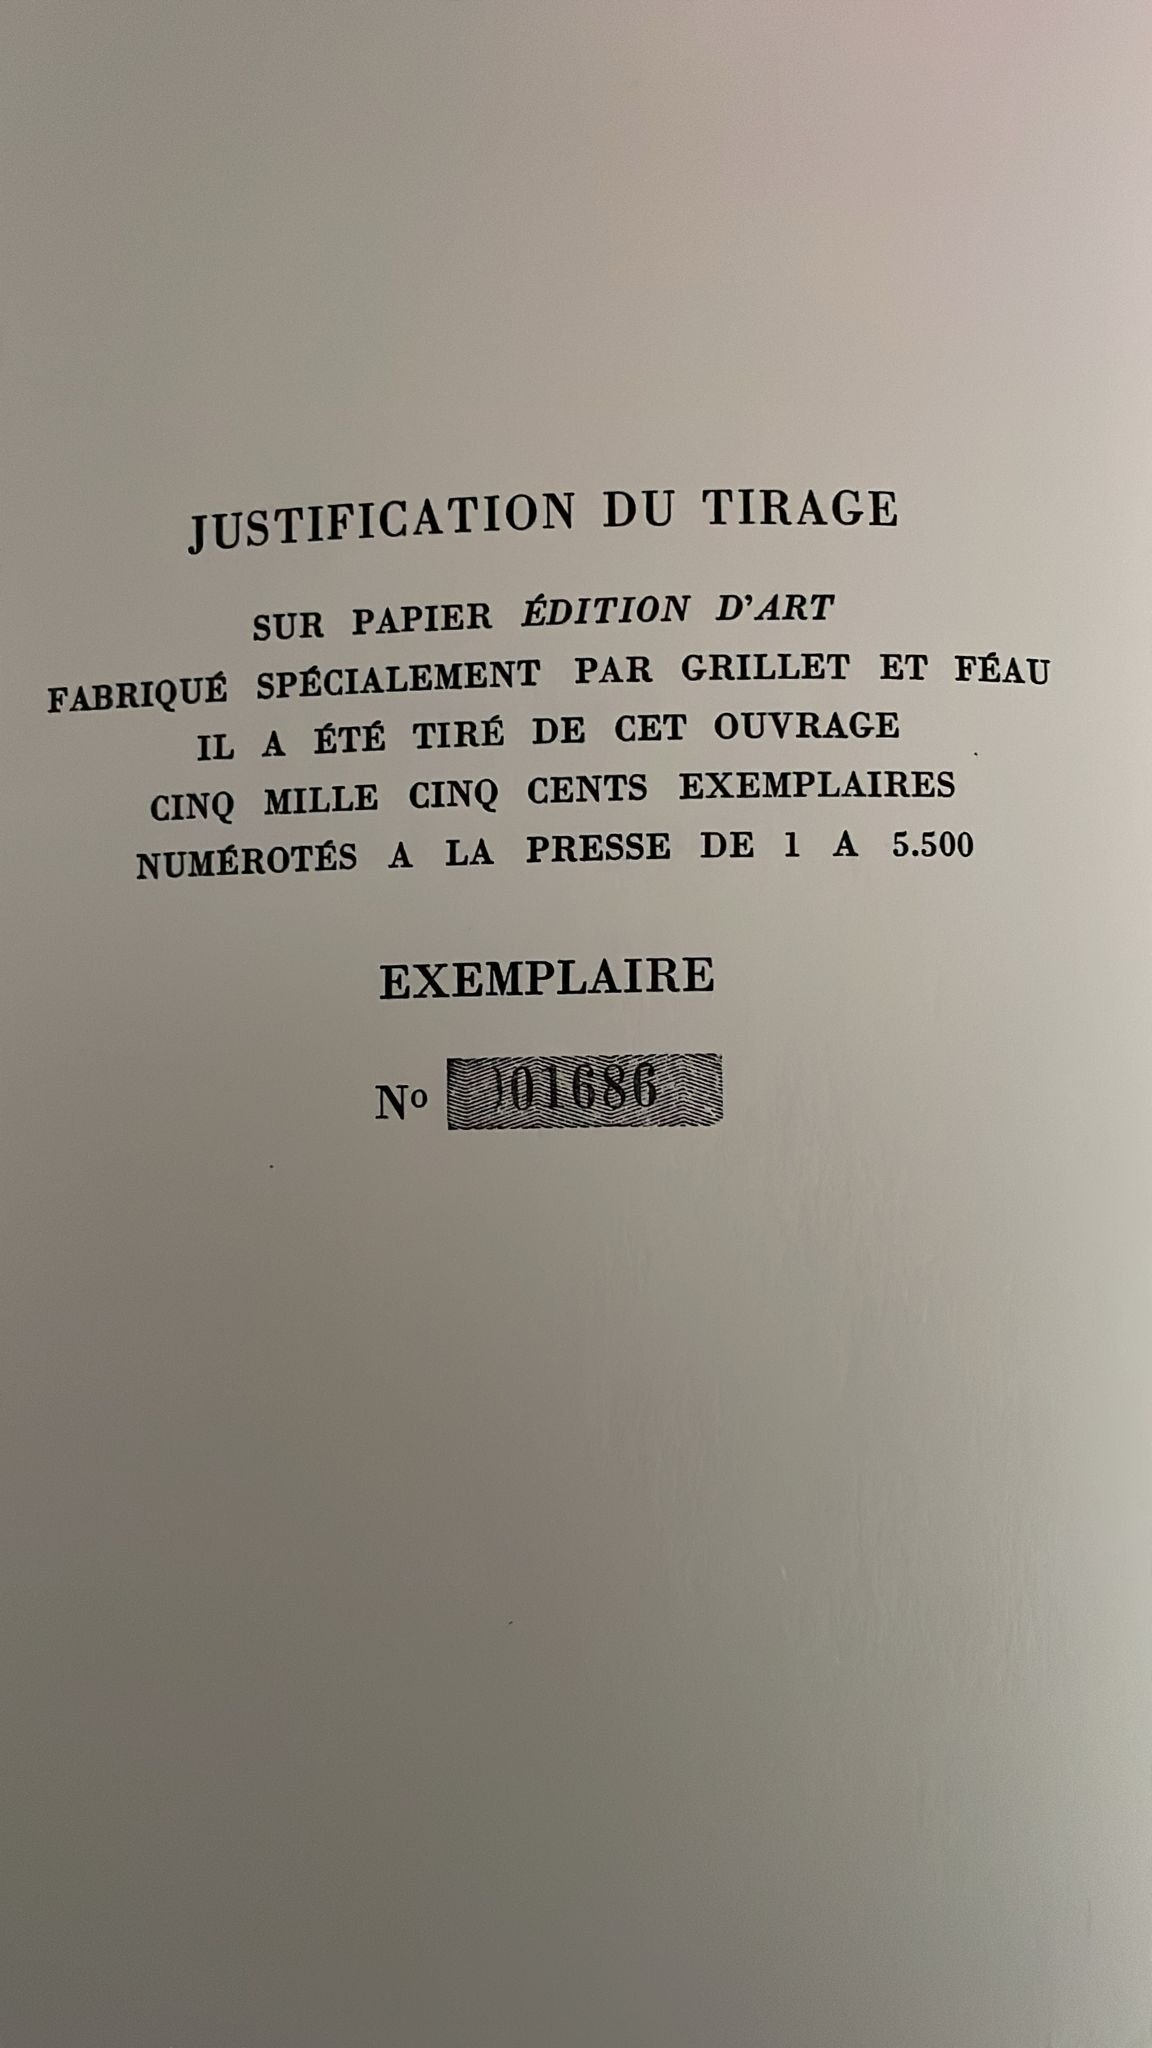 JUSTIFICATION DU TIRAGE
SUR PAPIER ÉDITION D'ART
FABRIQUÉ SPÉCIALEMENT PAR GRILLET ET FÉAU
IL A ÉTÉ TIRÉ DE CET OUVRAGE
CINQ MILLE CINQ CENTS EXEMPLAIRES
NUMÉROTÉS A LA PRESSE DE 1 A 5.500
EXEMPLAIRE
Nº 001686